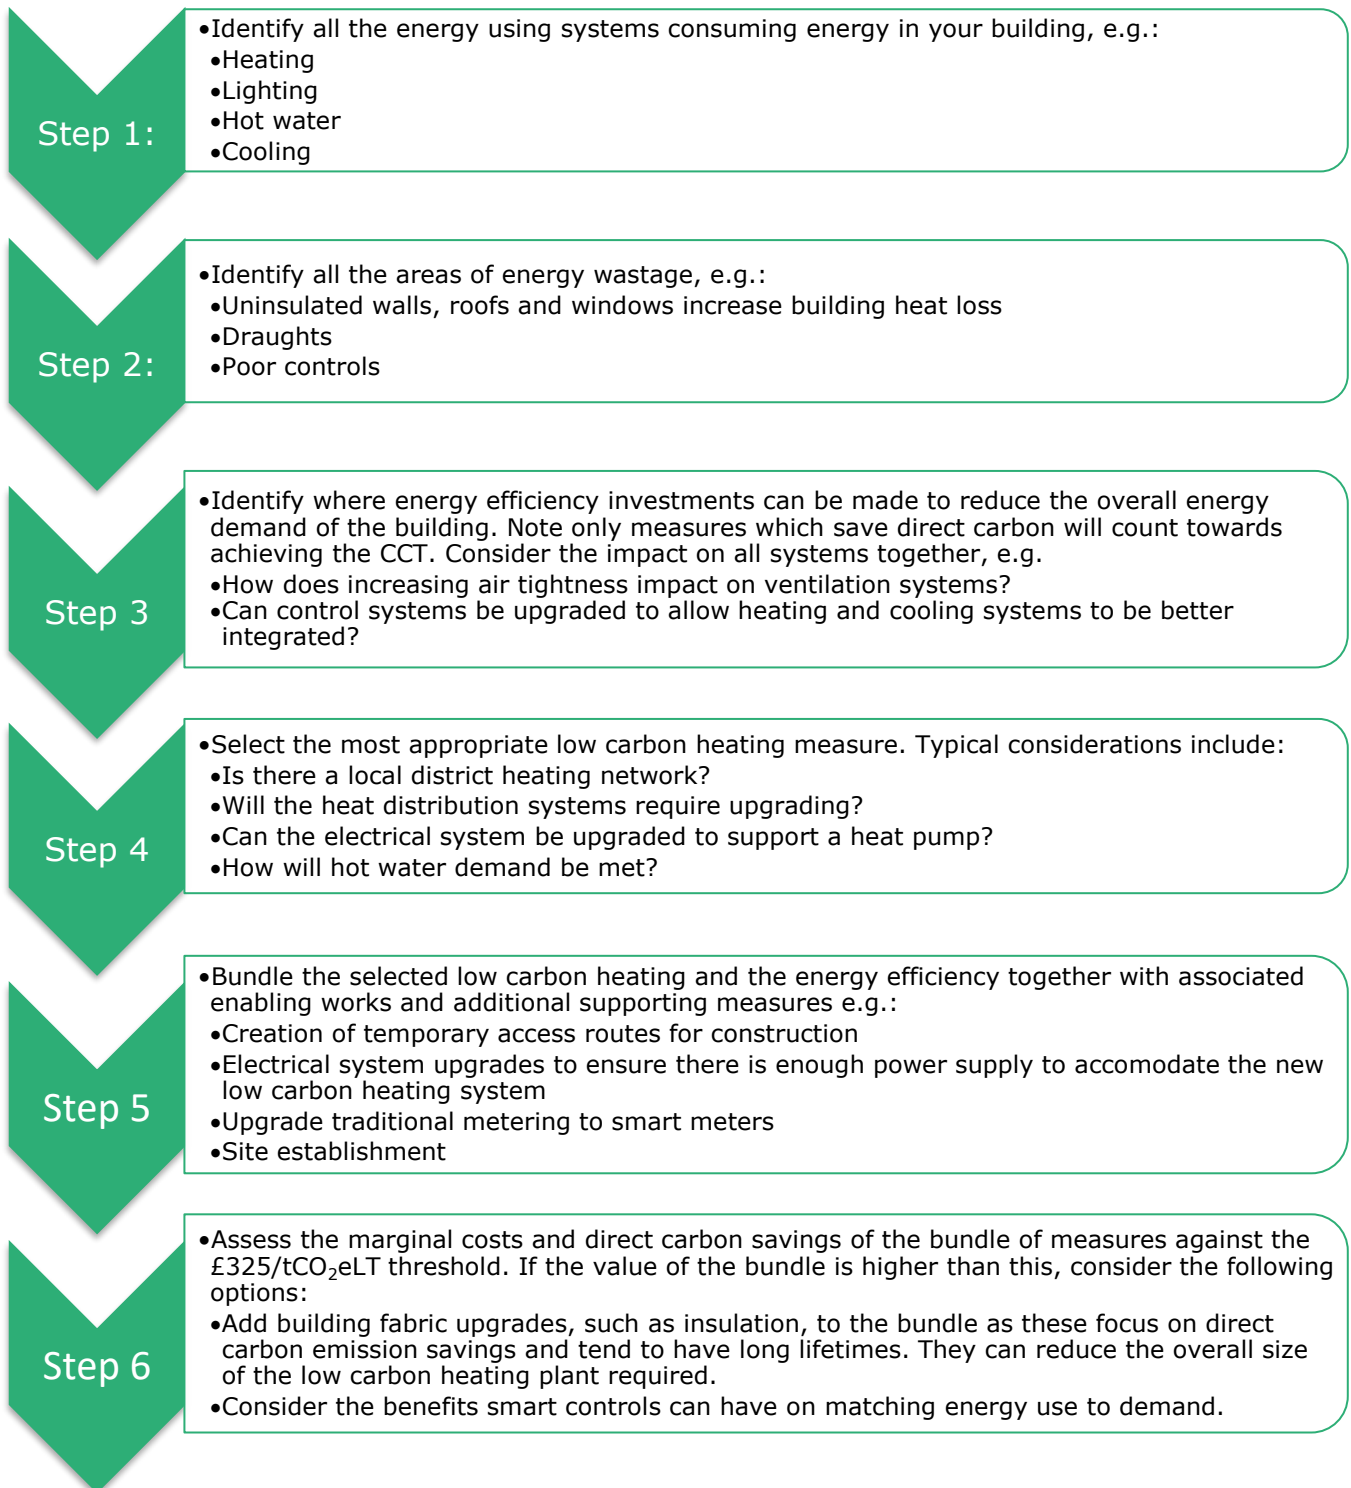 Step 1:
•Identify all the energy using systems consuming energy in your building, e.g.:
•Heating
•Lighting
•Hot water
•Cooling
Step 2:
•Identify all the areas of energy wastage, e.g.:
•Uninsulated walls, roofs and windows increase building heat loss
•Draughts
•Poor controls
Step 3
•Identify where energy efficiency investments can be made to reduce the overall energy
demand of the building. Note only measures which save direct carbon will count towards
achieving the CCT. Consider the impact on all systems together, e.g.
•How does increasing air tightness impact on ventilation systems?
•Can control systems be upgraded to allow heating and cooling systems to be better
integrated?
Step 4
•Select the most appropriate low carbon heating measure. Typical considerations include:
•Is there a local district heating network?
•Will the heat distribution systems require upgrading?
•Can the electrical system be upgraded to support a heat pump?
•How will hot water demand be met?
Step 5
•Bundle the selected low carbon heating and the energy efficiency together with associated
enabling works and additional supporting measures e.g.:
•Creation of temporary access routes for construction
•Electrical system upgrades to ensure there is enough power supply to accomodate the new
low carbon heating system
•Upgrade traditional metering to smart meters
•Site establishment
Step 6
•Assess the marginal costs and direct carbon savings of the bundle of measures against the
£325/tCO₂eLT threshold. If the value of the bundle is higher than this, consider the following
options:
•Add building fabric upgrades, such as insulation, to the bundle as these focus on direct
carbon emission savings and tend to have long lifetimes. They can reduce the overall size
of the low carbon heating plant required.
•Consider the benefits smart controls can have on matching energy use to demand.